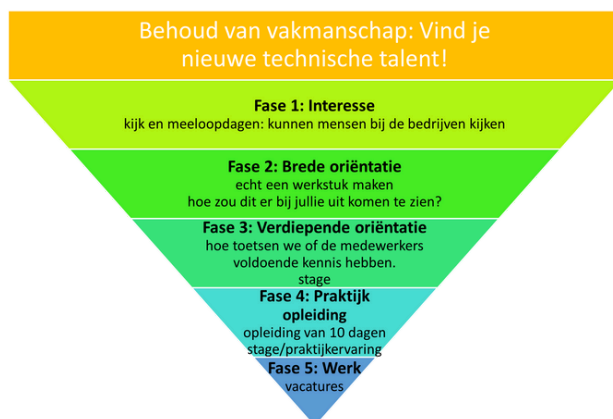 Behoud van vakmanschap: Vind je
nieuwe technische talent!
Fase 1: Interesse
kijk en meeloopdagen: kunnen mensen bij de bedrijven kijken
Fase 2: Brede oriëntatie
echt een werkstuk maken
hoe zou dit er bij jullie uit komen te zien?
Fase 3: Verdiepende oriëntatie
hoe toetsen we of de medewerkers
voldoende kennis hebben.
stage
Fase 4: Praktijk
opleiding
opleiding van 10 dagen
stage/praktijkervaring
Fase 5: Werk
vacatures